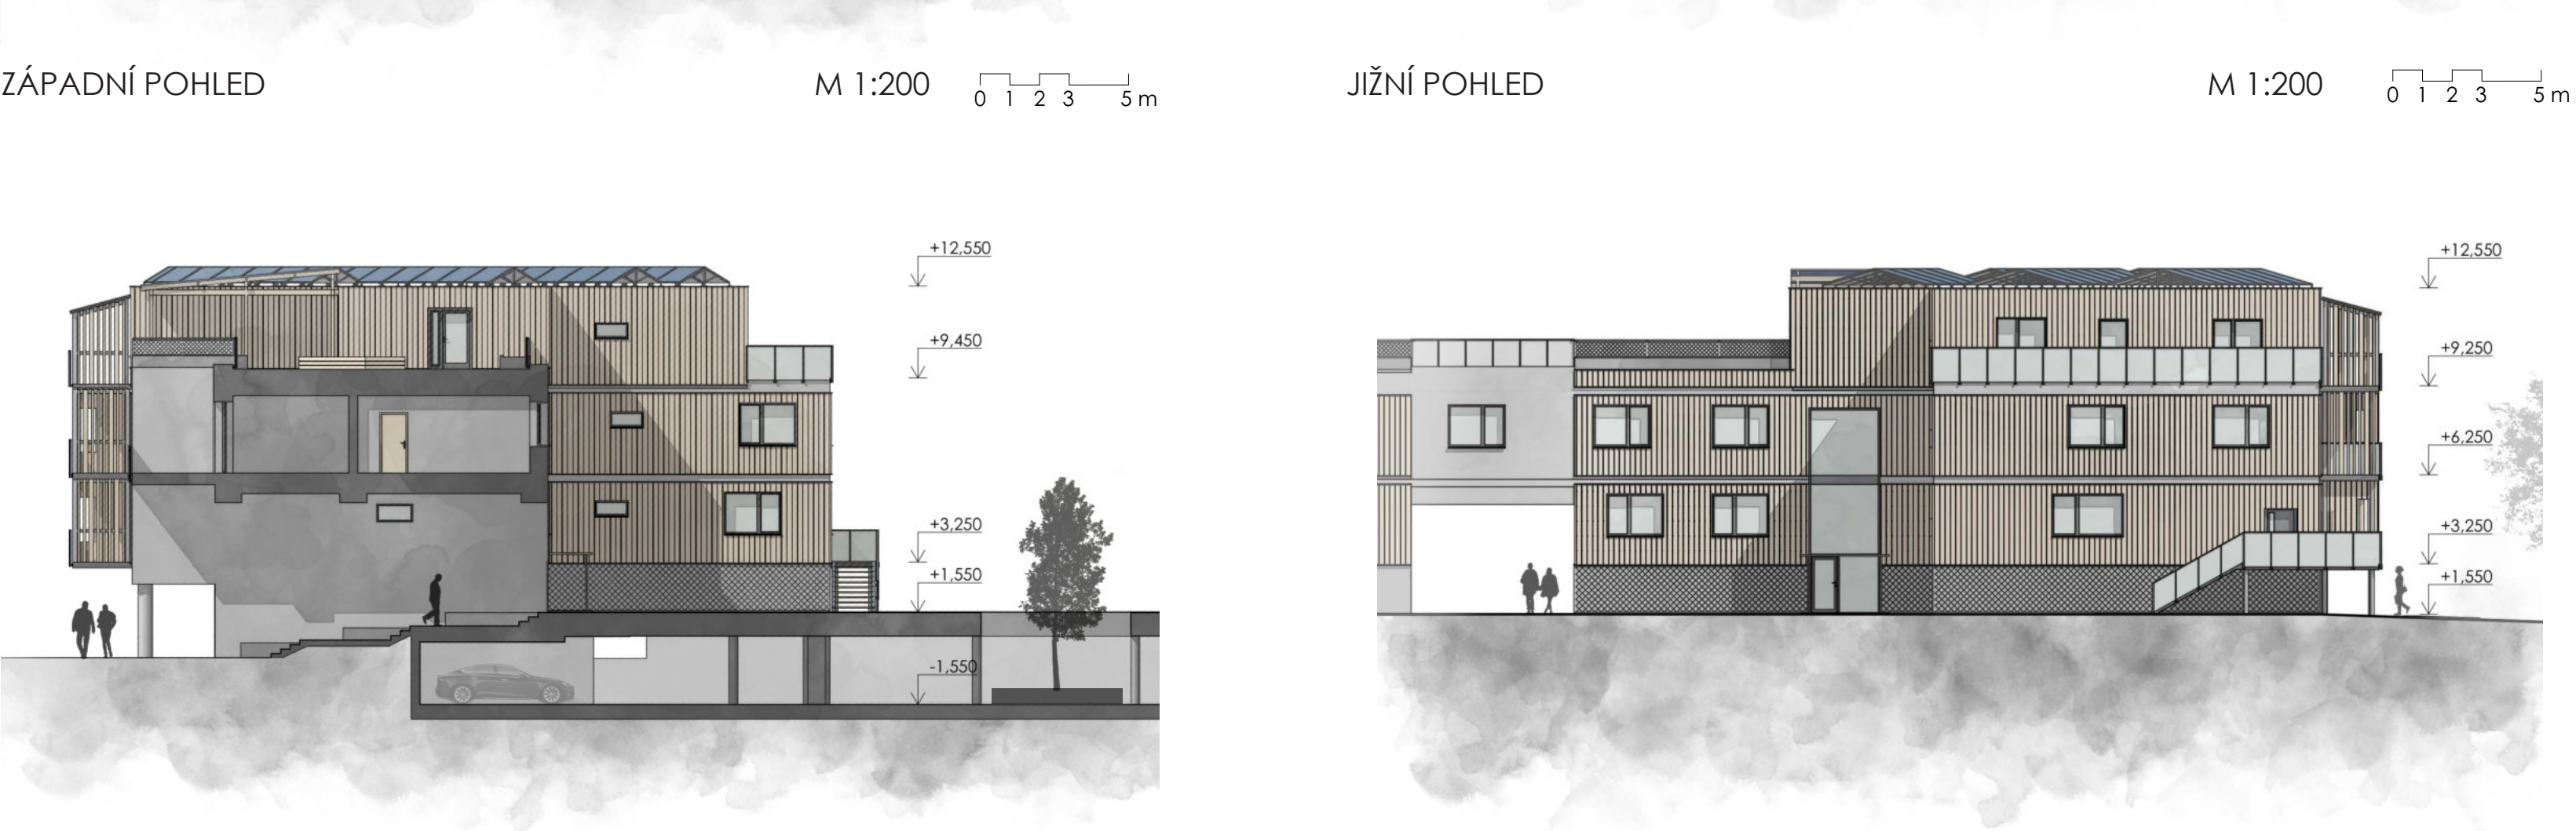 ZÁPADNÍ POHLED
M 1:200
0 1 2 3 5 m
+12,550
+9,450
+3,250
+1,550
-1,550
JIŽNÍ POHLED
M 1:200
0 1 2 3 5 m
+12,550
+9,250
+6,250
+3,250
+1,550